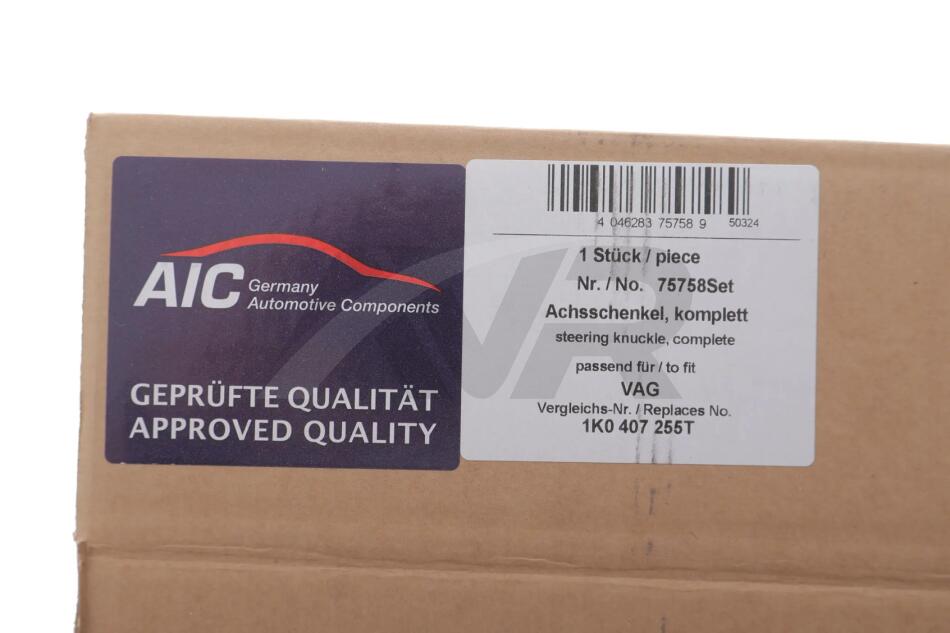 AIC Germany
Automotive Components
GEPRÜFTE QUALITÄT
APPROVED QUALITY
4 046283 75758 9 50324
1 Stück / piece
Nr. / No. 75758Set
Achsschenkel, komplett
steering knuckle, complete
passend für / to fit
VAG
Vergleichs-Nr. / Replaces No.
1K0 407 255T